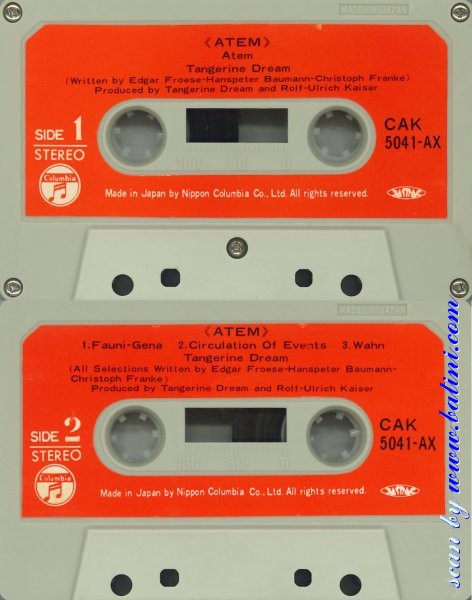 MADE IN JAPAN
《ATEM》
Atem
Tangerine Dream
(Written by Edgar Froese-Hanspeter Baumann-Christoph Franke)
Produced by Tangerine Dream and Rolf-Ulrich Kaiser
SIDE 1
STEREO
100 50 0
CAK
5041-AX
Columbia
Made in Japan by Nippon Columbia Co., Ltd. All rights reserved.
JASRAC
MADE IN JAPAN
《ATEM》
1.Fauni-Gena 2.Circulation Of Events 3.Wahn
Tangerine Dream
(All Selections Written by Edgar Froese-Hanspeter Baumann-
Christoph Franke)
Produced by Tangerine Dream and Rolf-Ulrich Kaiser
SIDE 2
STEREO
100 50 0
CAK
5041-AX
Columbia
Made in Japan by Nippon Columbia Co., Ltd. All rights reserved.
JASRAC
scan by www.batini.com